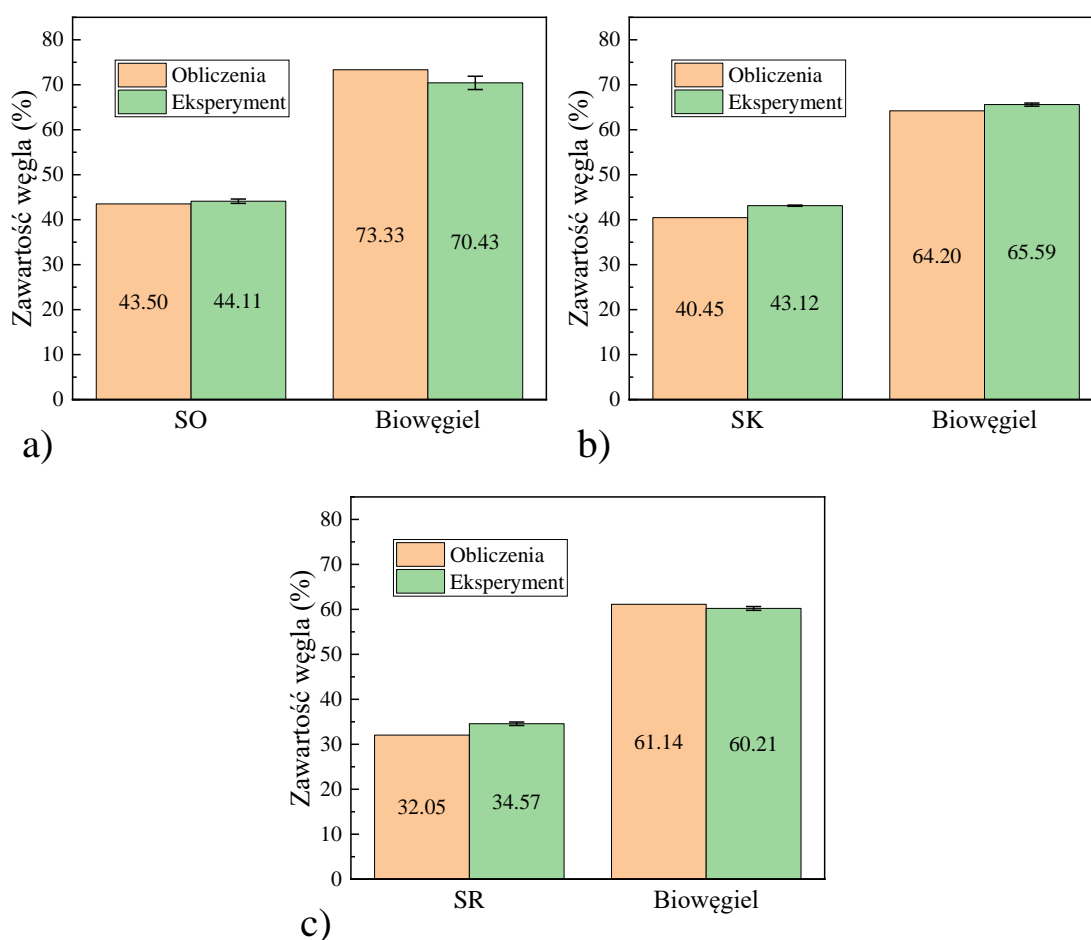 80
70
60
50
40
30
20
10
0
Zawartość węgla (%)
Obliczenia
Eksperyment
43.50
44.11
73.33
70.43
SO
Biowęgiel
a)
80
70
60
50
40
30
20
10
0
Zawartość węgla (%)
Obliczenia
Eksperyment
40.45
43.12
64.20
65.59
SK
Biowęgiel
b)
80
70
60
50
40
30
20
10
0
Zawartość węgla (%)
Obliczenia
Eksperyment
32.05
34.57
61.14
60.21
SR
Biowęgiel
c)